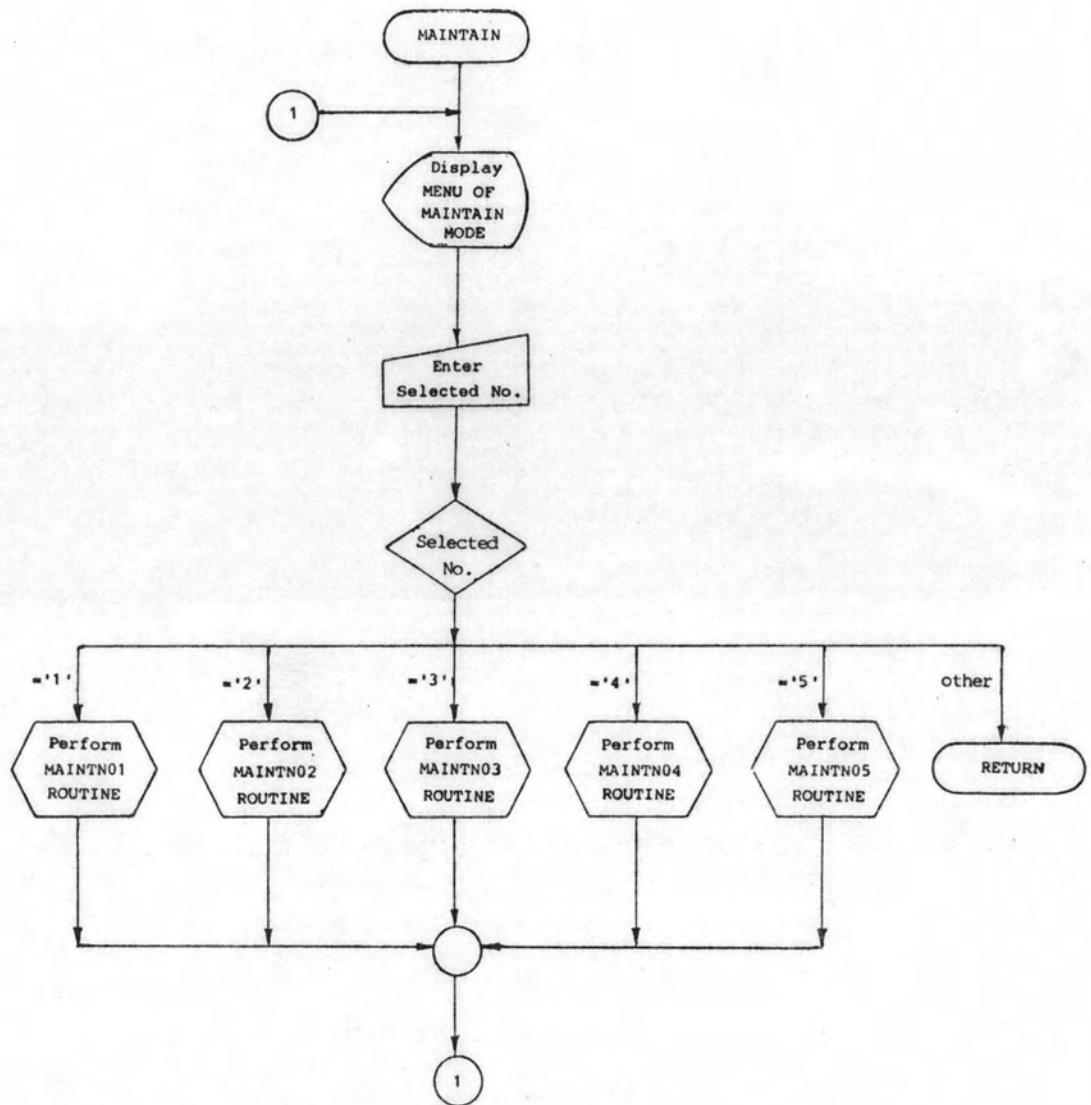 MAINTAIN
1
Display
MENU OF
MAINTAIN
MODE
Enter
Selected No.
Selected
No.
='1'
='2'
='3'
='4'
='5'
other
Perform
MAINTN01
ROUTINE
Perform
MAINTN02
ROUTINE
Perform
MAINTN03
ROUTINE
Perform
MAINTN04
ROUTINE
Perform
MAINTN05
ROUTINE
RETURN
1